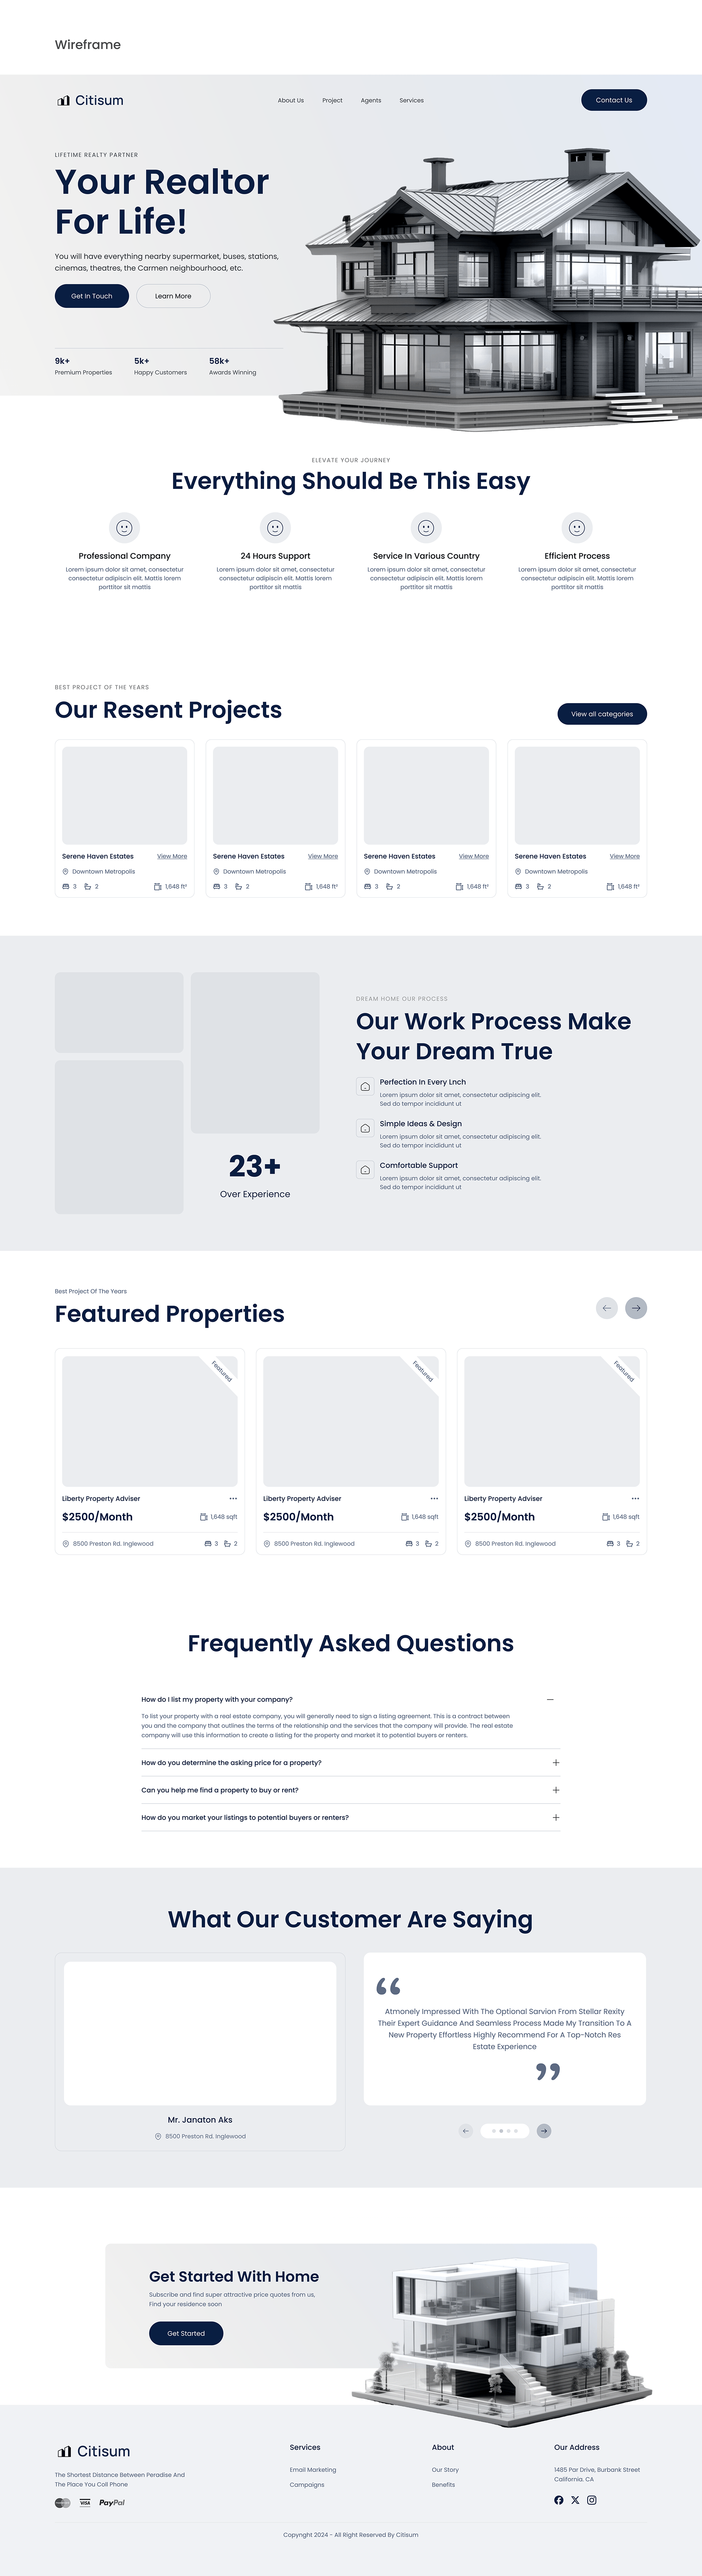 Wireframe
Citisum
About Us Project Agents Services
Contact Us
LIFETIME REALTY PARTNER
Your Realtor
For Life!
You will have everything nearby supermarket, buses, stations,
cinemas, theatres, the Carmen neighbourhood, etc.
Get In Touch Learn More
9k+ 5k+ 58k+
Premium Properties Happy Customers Awards Winning
ELEVATE YOUR JOURNEY
Everything Should Be This Easy
Professional Company 24 Hours Support Service In Various Country Efficient Process
Lorem ipsum dolor sit amet, consectetur Lorem ipsum dolor sit amet, consectetur Lorem ipsum dolor sit amet, consectetur Lorem ipsum dolor sit amet, consectetur
consectetur adipiscin elit. Mattis lorem consectetur adipiscin elit. Mattis lorem consectetur adipiscin elit. Mattis lorem consectetur adipiscin elit. Mattis lorem
porttitor sit mattis porttitor sit mattis porttitor sit mattis porttitor sit mattis
BEST PROJECT OF THE YEARS
Our Resent Projects
View all categories
Serene Haven Estates View More Serene Haven Estates View More Serene Haven Estates View More Serene Haven Estates View More
Downtown Metropolis Downtown Metropolis Downtown Metropolis Downtown Metropolis
3 2 1,648 ft² 3 2 1,648 ft² 3 2 1,648 ft² 3 2 1,648 ft²
DREAM HOME OUR PROCESS
Our Work Process Make
Your Dream True
Perfection In Every Lnch
Lorem ipsum dolor sit amet, consectetur adipiscing elit.
Sed do tempor incididunt ut
Simple Ideas & Design
Lorem ipsum dolor sit amet, consectetur adipiscing elit.
Sed do tempor incididunt ut
Comfortable Support
Lorem ipsum dolor sit amet, consectetur adipiscing elit.
Sed do tempor incididunt ut
23+
Over Experience
Best Project Of The Years
Featured Properties
Featured Featured Featured
Liberty Property Adviser Liberty Property Adviser Liberty Property Adviser
$2500/Month 1,648 sqft $2500/Month 1,648 sqft $2500/Month 1,648 sqft
8500 Preston Rd. Inglewood 3 2 8500 Preston Rd. Inglewood 3 2 8500 Preston Rd. Inglewood 3 2
Frequently Asked Questions
How do I list my property with your company?
To list your property with a real estate company, you will generally need to sign a listing agreement. This is a contract between
you and the company that outlines the terms of the relationship and the services that the company will provide. The real estate
company will use this information to create a listing for the property and market it to potential buyers or renters.
How do you determine the asking price for a property?
Can you help me find a property to buy or rent?
How do you market your listings to potential buyers or renters?
What Our Customer Are Saying
“
Atmonely Impressed With The Optional Sarvion From Stellar Rexity
Their Expert Guidance And Seamless Process Made My Transition To A
New Property Effortless Highly Recommend For A Top-Notch Res
Estate Experience
”
Mr. Janaton Aks
8500 Preston Rd. Inglewood
Get Started With Home
Subscribe and find super attractive price quotes from us,
Find your residence soon
Get Started
Citisum
The Shortest Distance Between Peradise And
The Place You Coll Phone
VISA PayPal
Services
Email Marketing
Campaigns
About
Our Story
Benefits
Our Address
1485 Par Drive, Burbank Street
California. CA
Copynght 2024 - All Right Reserved By Citisum